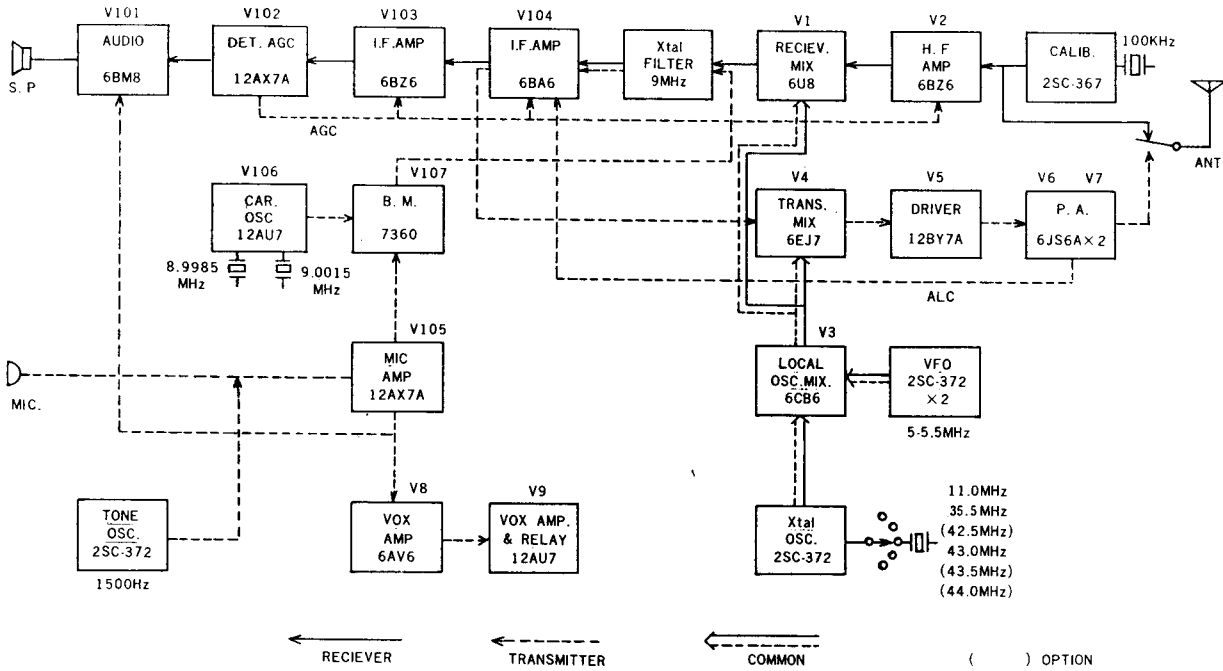 V101
AUDIO
6BM8
S.P
V102
DET. AGC
12AX7A
V103
I.F.AMP
6BZ6
V104
I.F.AMP
6BA6
Xtal
FILTER
9MHz
V1
RECIEV.
MIX
6U8
V2
H.F
AMP
6BZ6
CALIB.
2SC-367
100KHz
AGC
ANT
V106
CAR.
OSC
12AU7
8.9985
MHz
9.0015
MHz
V107
B. M.
7360
V4
TRANS.
MIX
6EJ7
V5
DRIVER
12BY7A
V6 V7
P. A.
6JS6A×2
ALC
V105
MIC
AMP
12AX7A
MIC.
V3
LOCAL
OSC.MIX.
6CB6
VFO
2SC-372
×2
5-5.5MHz
TONE
OSC.
2SC-372
1500Hz
V8
VOX
AMP
6AV6
V9
VOX AMP.
& RELAY
12AU7
Xtal
OSC.
2SC-372
11.0MHz
35.5MHz
(42.5MHz)
43.0MHz
(43.5MHz)
(44.0MHz)
RECIEVER
TRANSMITTER
COMMON
( ) OPTION